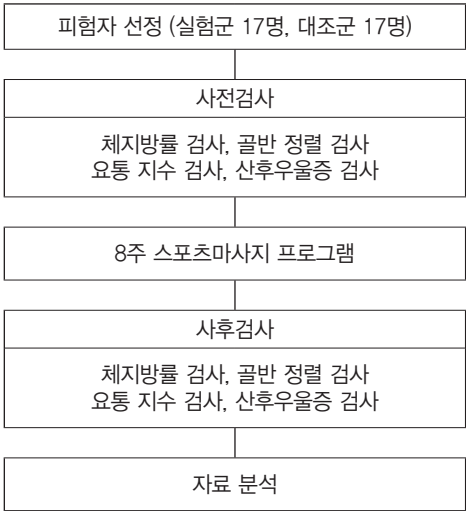 피험자 선정 (실험군 17명, 대조군 17명)
사전검사
체지방률 검사, 골반 정렬 검사
요통 지수 검사, 산후우울증 검사
8주 스포츠마사지 프로그램
사후검사
체지방률 검사, 골반 정렬 검사
요통 지수 검사, 산후우울증 검사
자료 분석